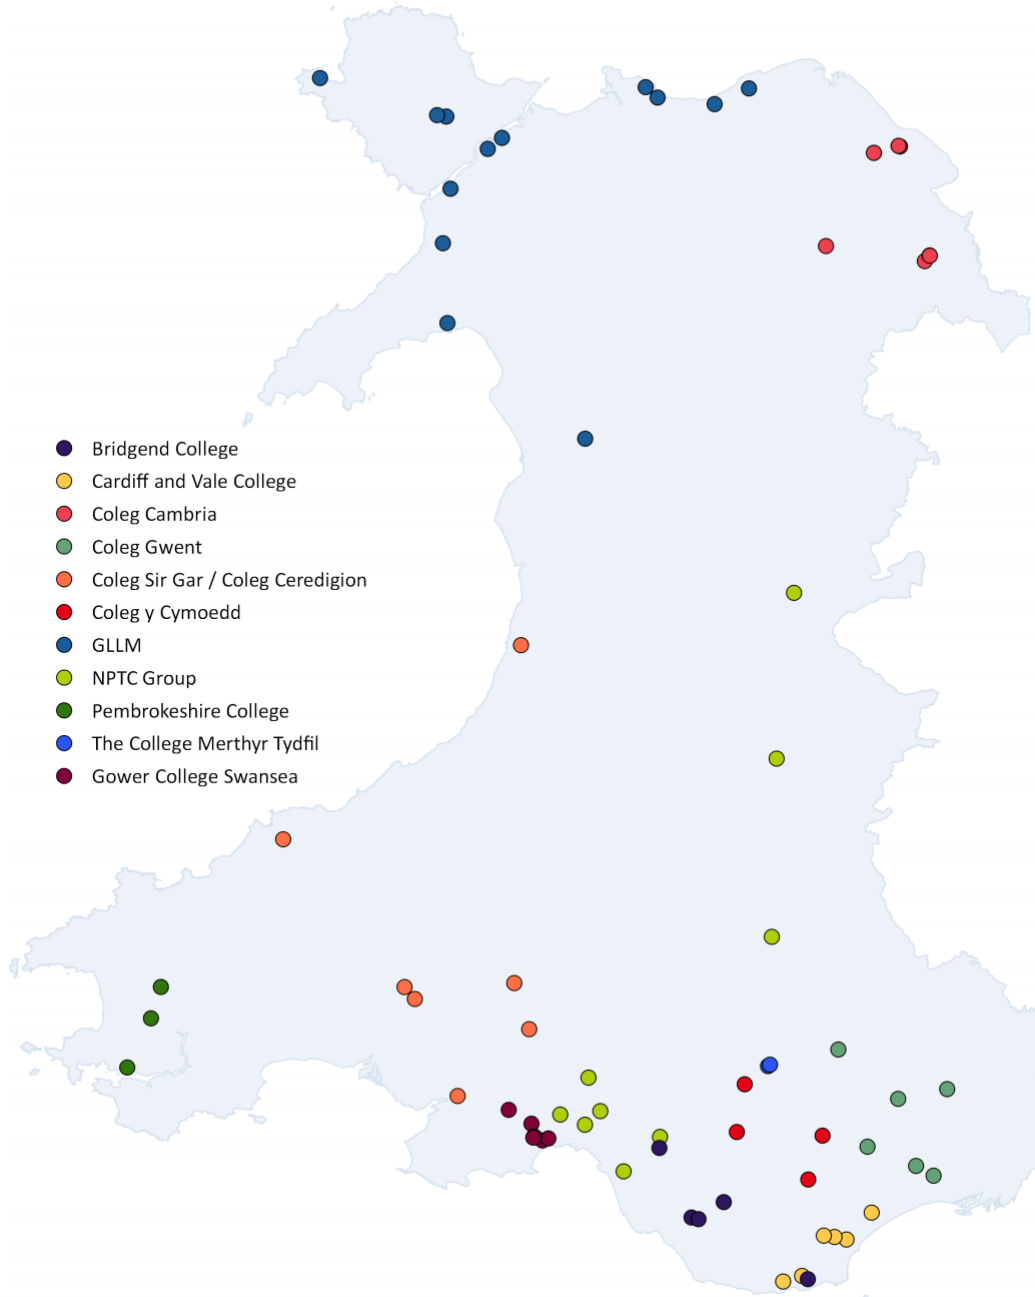 Bridgend College
Cardiff and Vale College
Coleg Cambria
Coleg Gwent
Coleg Sir Gar / Coleg Ceredigion
Coleg y Cymoedd
GLLM
NPTC Group
Pembrokeshire College
The College Merthyr Tydfil
Gower College Swansea